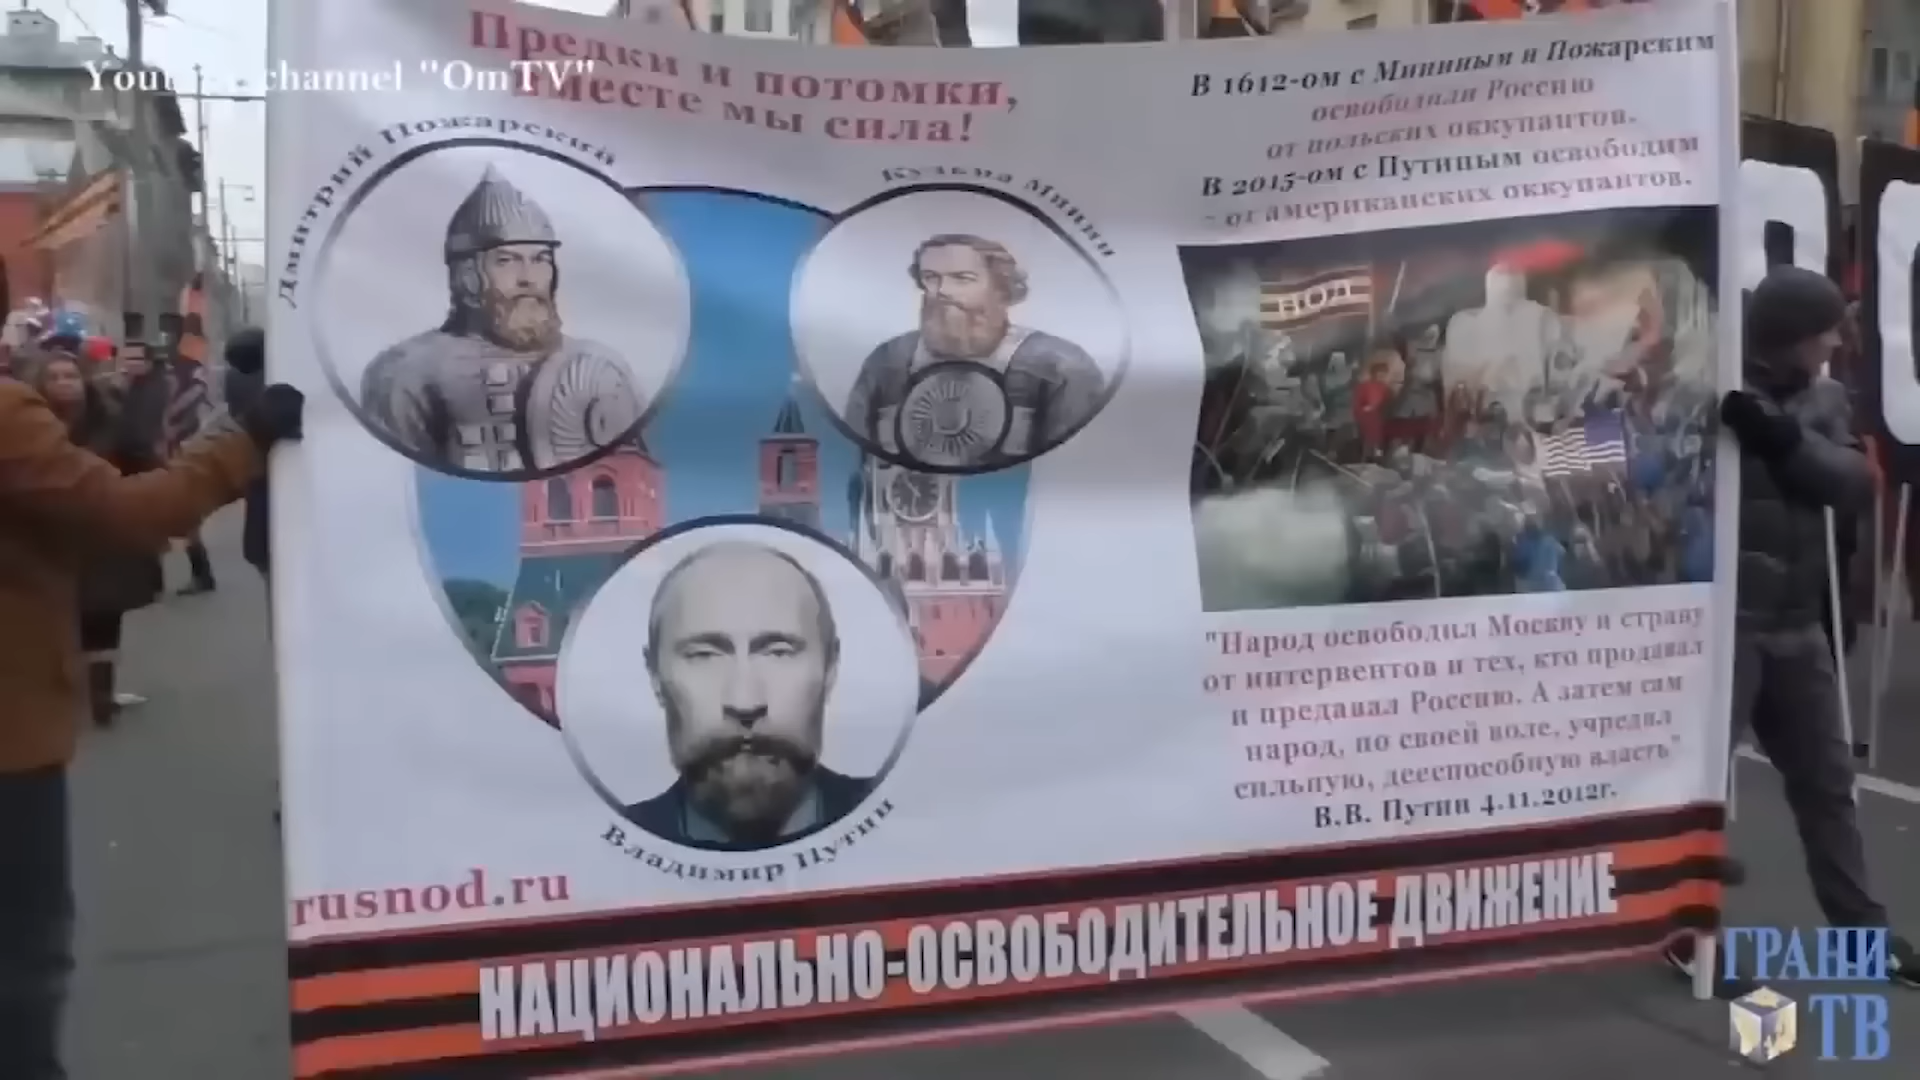 channel "OmTV"
Предки и потомки,
вместе мы сила!
Дмитрий Пожарский
Кузьма Минин
Владимир Путин
В 1612-ом с Мининым и Пожарским
освободили Россию
от польских оккупантов.
В 2015-ом с Путиным освободим
- от американских оккупантов.
НОД
"Народ освободил Москву и страну
от интервентов и тех, кто продавал
и предавал Россию. А затем сам
народ, по своей воле, учредил
сильную, дееспособную власть"
В.В. Путин 4.11.2012г.
rusnod.ru
НАЦИОНАЛЬНО-ОСВОБОДИТЕЛЬНОЕ ДВИЖЕНИЕ
ГРАНИ
ТВ